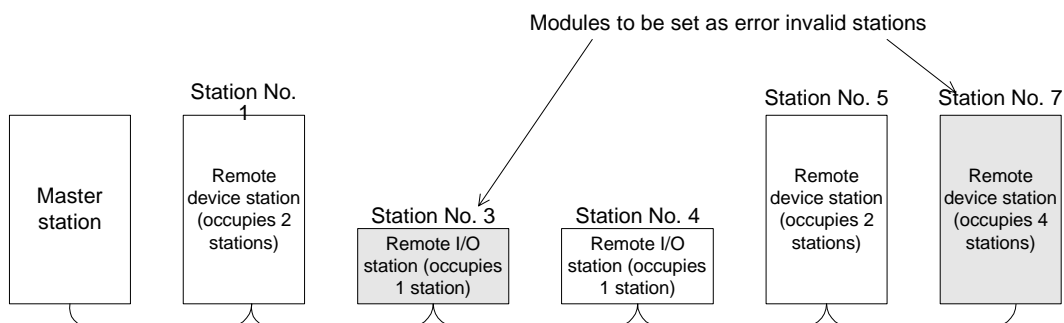 Modules to be set as error invalid stations
Station No.
1
Station No. 5
Station No. 7
Master
station
Remote
device station
(occupies 2
stations)
Station No. 3
Remote I/O
station (occupies
1 station)
Station No. 4
Remote I/O
station (occupies
1 station)
Remote
device station
(occupies 2
stations)
Remote
device station
(occupies 4
stations)